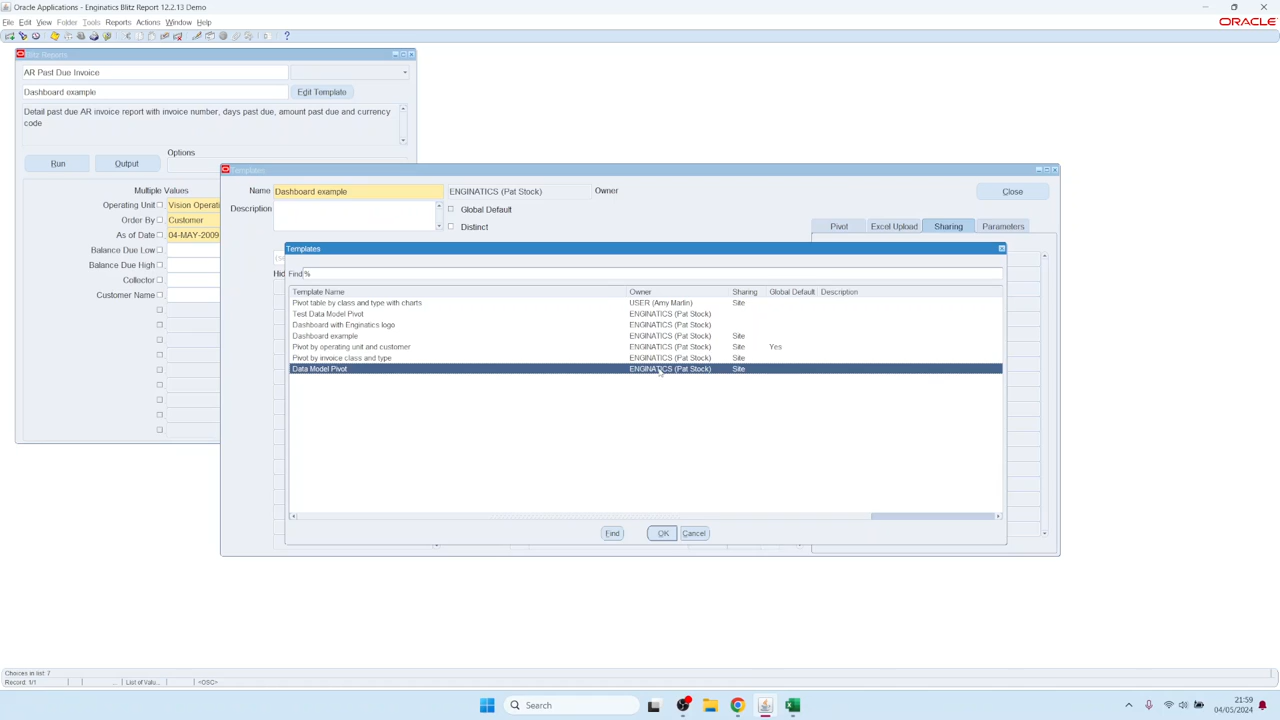 Oracle Applications - Enginatics Blitz Report 12.2.13 Demo
File Edit View Folder Tools Reports Actions Window Help
ORACLE
Blitz Reports
AR Past Due Invoice
Dashboard example
Edit Template
Detail past due AR invoice report with invoice number, days past due, amount past due and currency
code
Options
Run
Output
Multiple Values
Operating Unit
Vision Operati
Order By
Customer
As of Date
04-MAY-2009
Balance Due Low
Balance Due High
Collector
Customer Name
Templates
Name
Dashboard example
ENGINATICS (Pat Stock)
Owner
Close
Description
Global Default
Distinct
Pivot
Excel Upload
Sharing
Parameters
Templates
Find %
Template Name Owner Sharing Global Default Description
Pivot table by class and type with charts USER (Amy Marlin) Site
Test Data Model Pivot ENGINATICS (Pat Stock)
Dashboard with Enginatics logo ENGINATICS (Pat Stock)
Dashboard example ENGINATICS (Pat Stock) Site
Pivot by operating unit and customer ENGINATICS (Pat Stock) Site Yes
Pivot by invoice class and type ENGINATICS (Pat Stock) Site
Data Model Pivot ENGINATICS (Pat Stock) Site
Find
OK
Cancel
Choices in list: 7
Record: 1/1 ... List of Valu... <OSC>
Search
21:59
04/05/2024